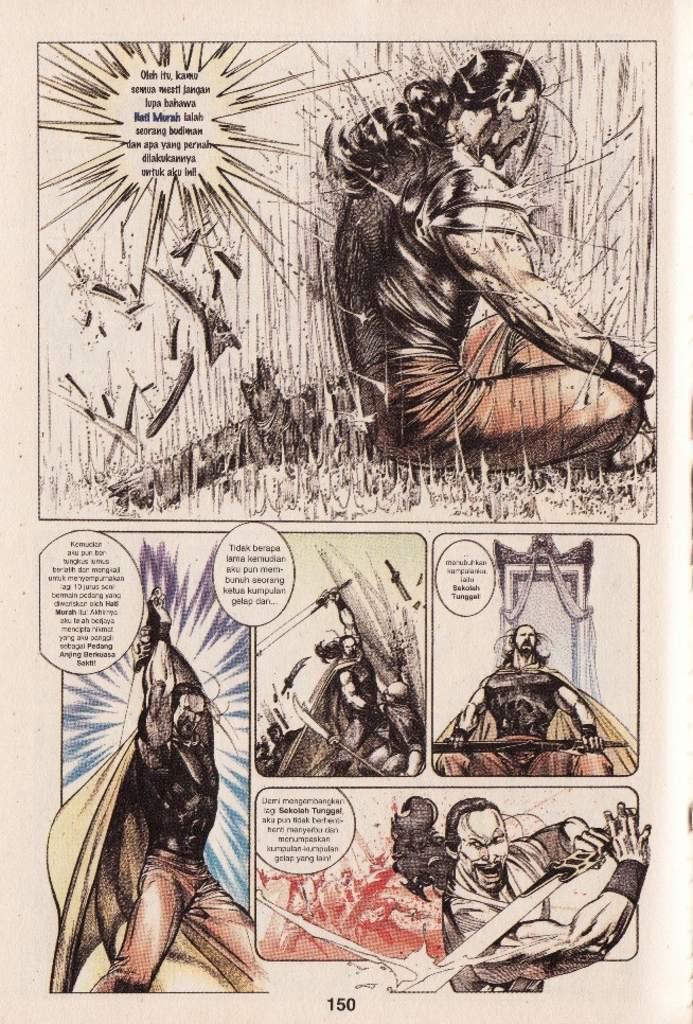 Oleh itu, kamu
semua mesti jangan
lupa bahawa
Hati Murah ialah
seorang budiman
dan apa yang pernah
dilakukannya
untuk aku ini!
Kemudian
aku pun ber-
tungkus lumus
berlatih dan mengkaji
untuk menyempurnakan
lagi 10 jurus seni
bermain pedang yang
diwariskan oleh Hati
Murah itu! Akhirnya
aku telah berjaya
mencipta hikmat
yang aku panggil
sebagai Pedang
Anjing Berkuasa
Sakti!
Tidak berapa
lama kemudian
aku pun mem-
bunuh seorang
ketua kumpulan
gelap dan...
... menubuhkan
kumpulanku,
iaitu
Sekolah
Tunggal!
Demi mengembangkan
lagi Sekolah Tunggal,
aku pun tidak berhenti-
henti menyerbu dan
menumpaskan
kumpulan-kumpulan
gelap yang lain!
150